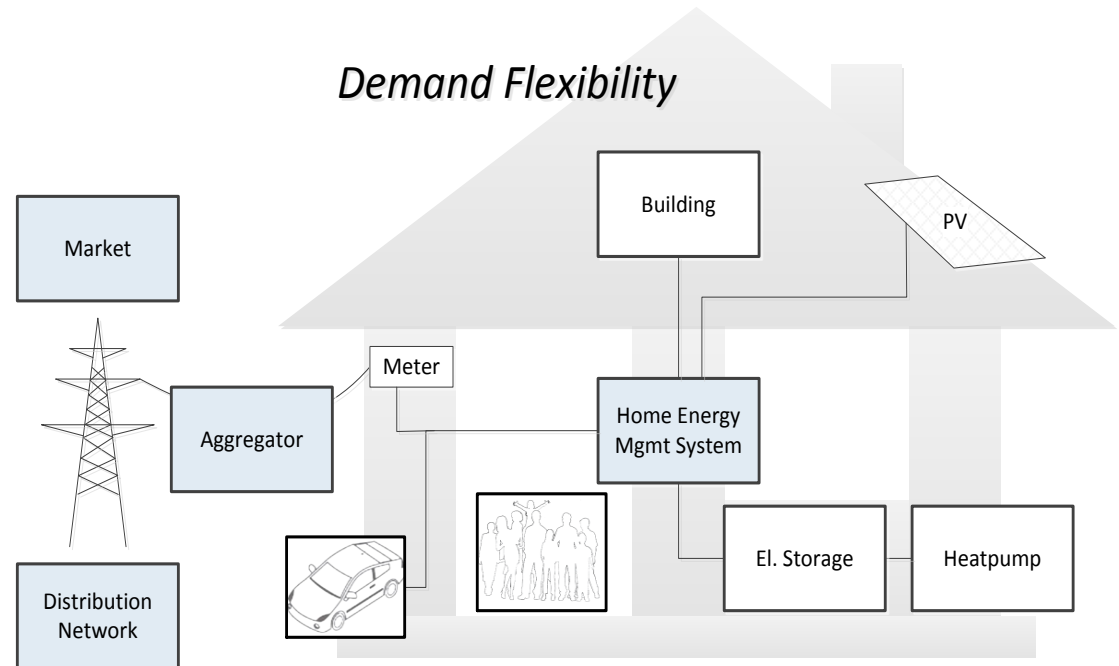 Demand Flexibility
Building
PV
Market
Meter
Home Energy
Mgmt System
Aggregator
El. Storage
Heatpump
Distribution
Network